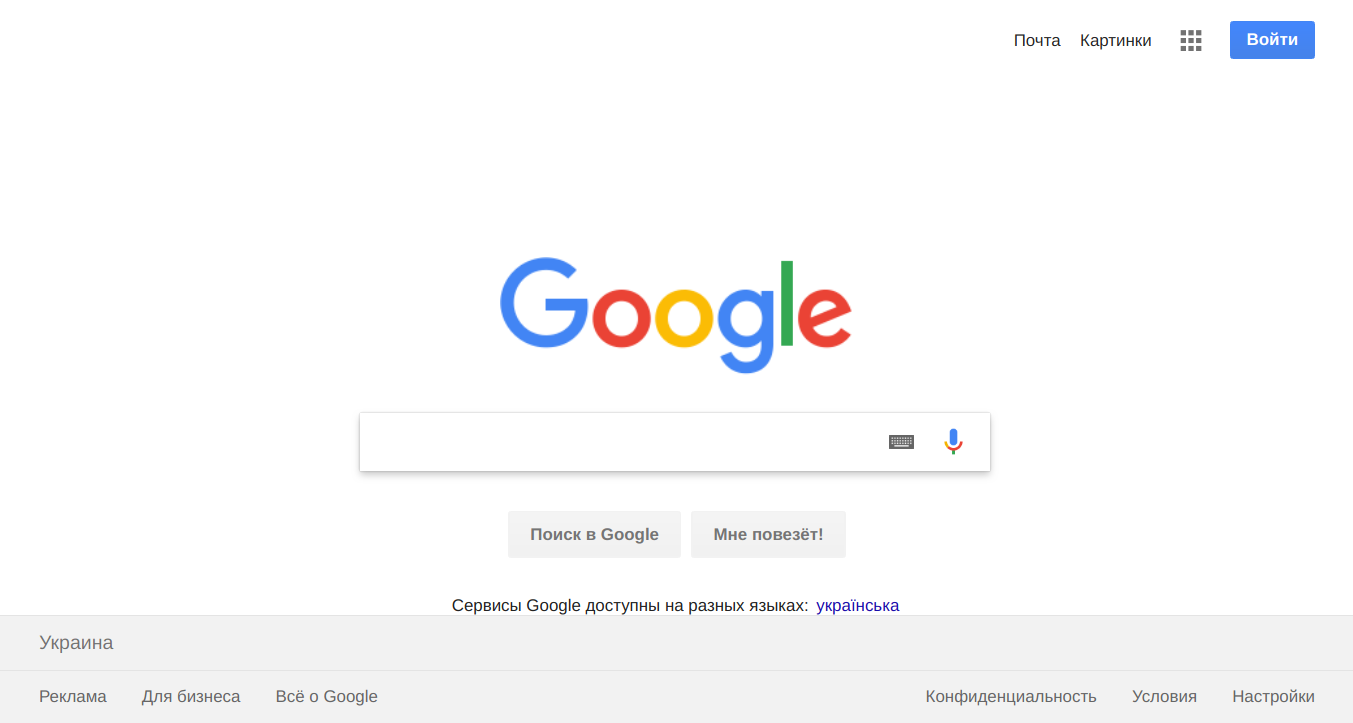 Почта Картинки Войти
Google
Поиск в Google Мне повезёт!
Сервисы Google доступны на разных языках: українська
Украина
Реклама Для бизнеса Всё о Google Конфиденциальность Условия Настройки